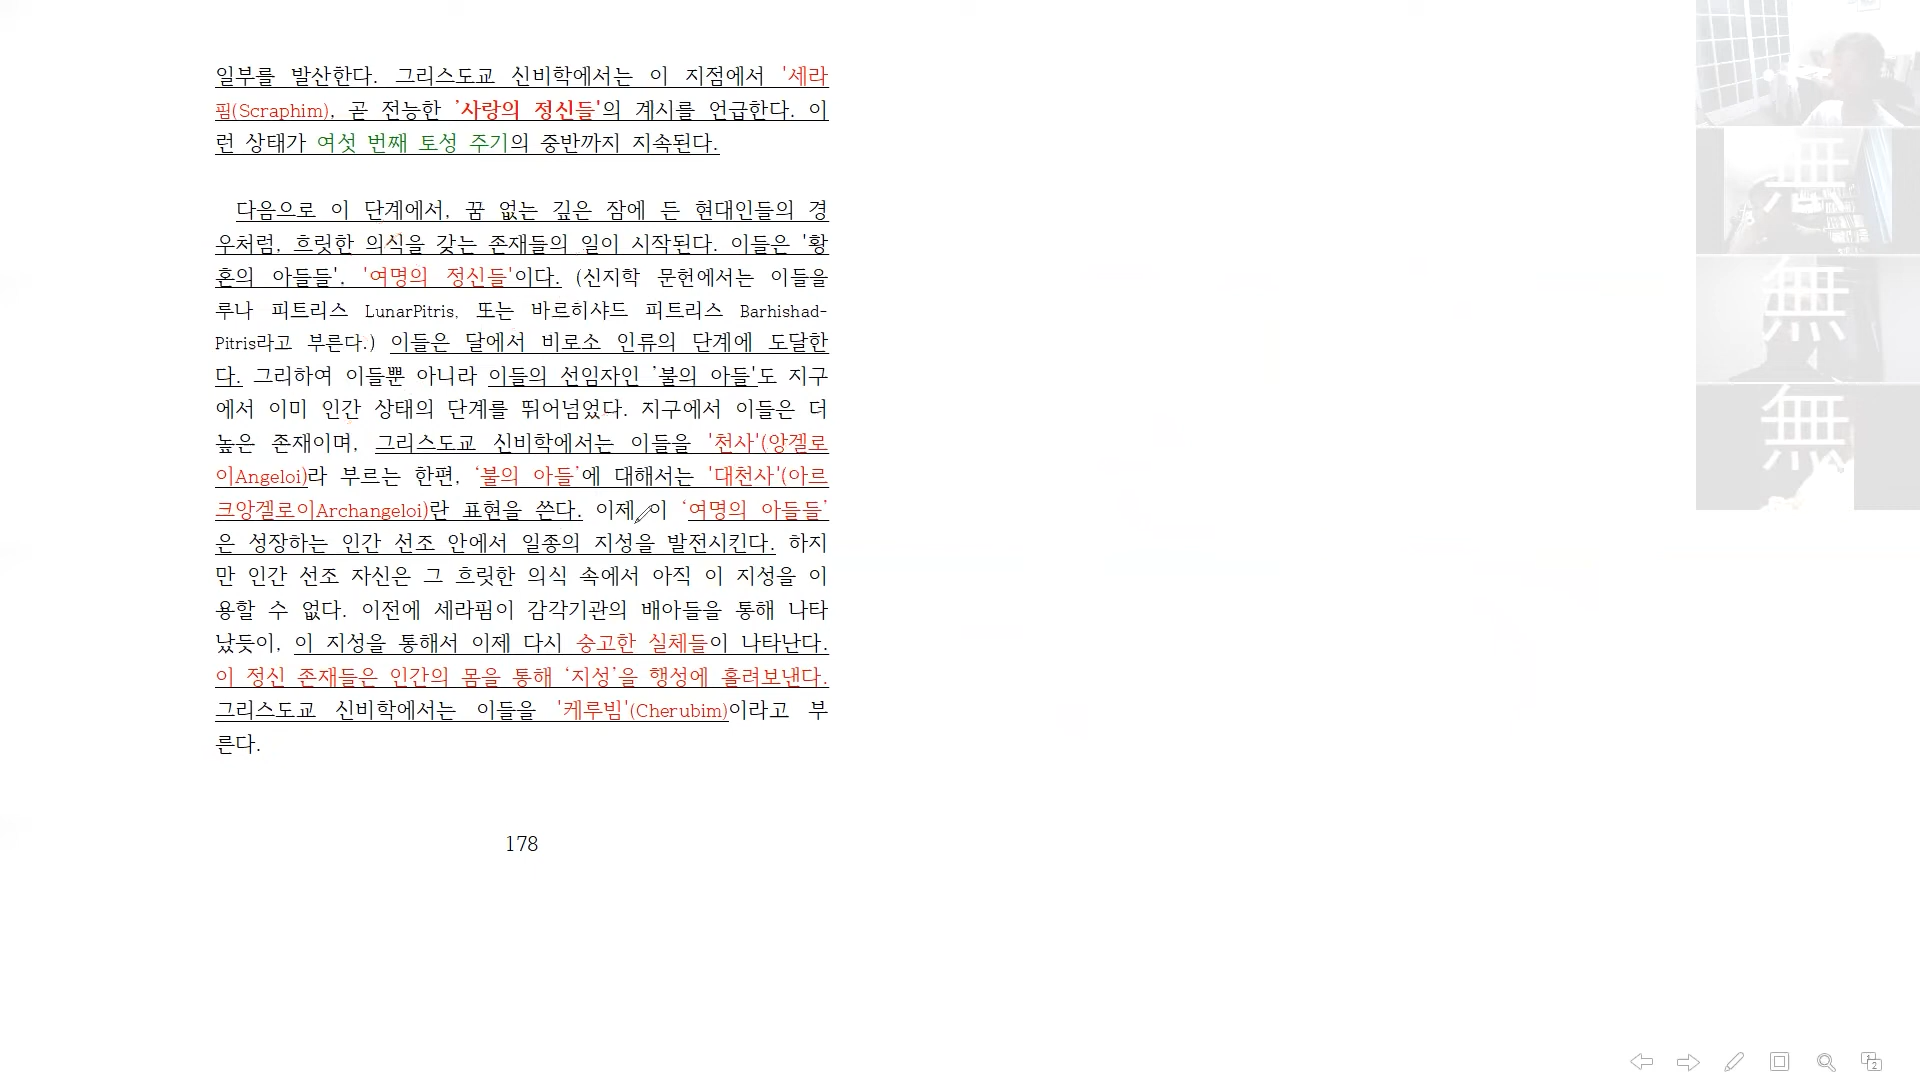 일부를 발산한다. 그리스도교 신비학에서는 이 지점에서 '세라
핌(Scraphim), 곧 전능한 '사랑의 정신들'의 계시를 언급한다. 이
런 상태가 여섯 번째 토성 주기의 중반까지 지속된다.
다음으로 이 단계에서, 꿈 없는 깊은 잠에 든 현대인들의 경
우처럼, 흐릿한 의식을 갖는 존재들의 일이 시작된다. 이들은 '황
혼의 아들들', '여명의 정신들'이다. (신지학 문헌에서는 이들을
루나 피트리스 LunarPitris, 또는 바르히샤드 피트리스 Barhishad-
Pitris라고 부른다.) 이들은 달에서 비로소 인류의 단계에 도달한
다. 그리하여 이들뿐 아니라 이들의 선임자인 '불의 아들'도 지구
에서 이미 인간 상태의 단계를 뛰어넘었다. 지구에서 이들은 더
높은 존재이며, 그리스도교 신비학에서는 이들을 '천사'(앙겔로
이Angeloi)라 부르는 한편, '불의 아들'에 대해서는 '대천사'(아르
크앙겔로이Archangeloi)란 표현을 쓴다. 이제 이 '여명의 아들들'
은 성장하는 인간 선조 안에서 일종의 지성을 발전시킨다. 하지
만 인간 선조 자신은 그 흐릿한 의식 속에서 아직 이 지성을 이
용할 수 없다. 이전에 세라핌이 감각기관의 배아들을 통해 나타
났듯이, 이 지성을 통해서 이제 다시 숭고한 실체들이 나타난다.
이 정신 존재들은 인간의 몸을 통해 '지성'을 행성에 흘려보낸다.
그리스도교 신비학에서는 이들을 '케루빔'(Cherubim)이라고 부
른다.
178
無
無
無